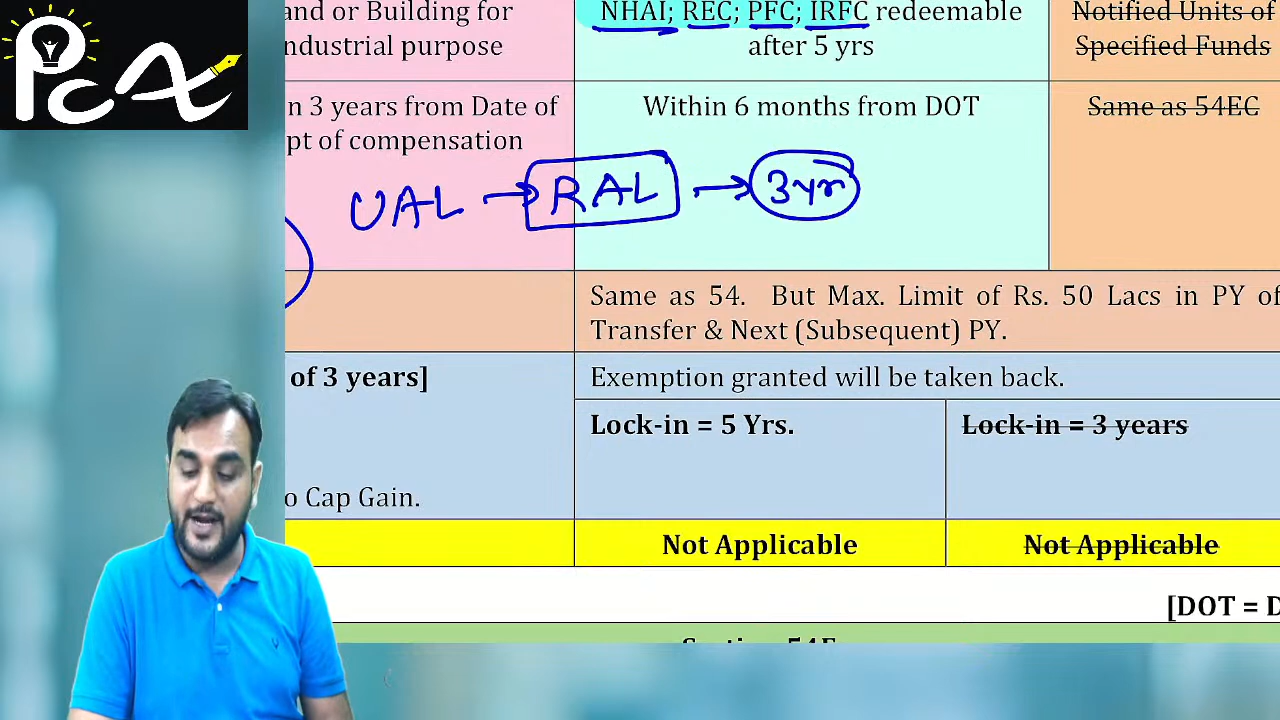 PCA
and or Building for
ndustrial purpose
NHAI; REC; PFC; IRFC redeemable
after 5 yrs
Notified Units of
Specified Funds
n 3 years from Date of
pt of compensation
Within 6 months from DOT
Same as 54EC
UAL → RAL → 3yr
Same as 54. But Max. Limit of Rs. 50 Lacs in PY of
Transfer & Next (Subsequent) PY.
of 3 years]
Exemption granted will be taken back.
Lock-in = 5 Yrs.
Lock-in = 3 years
o Cap Gain.
Not Applicable
Not Applicable
[DOT = D